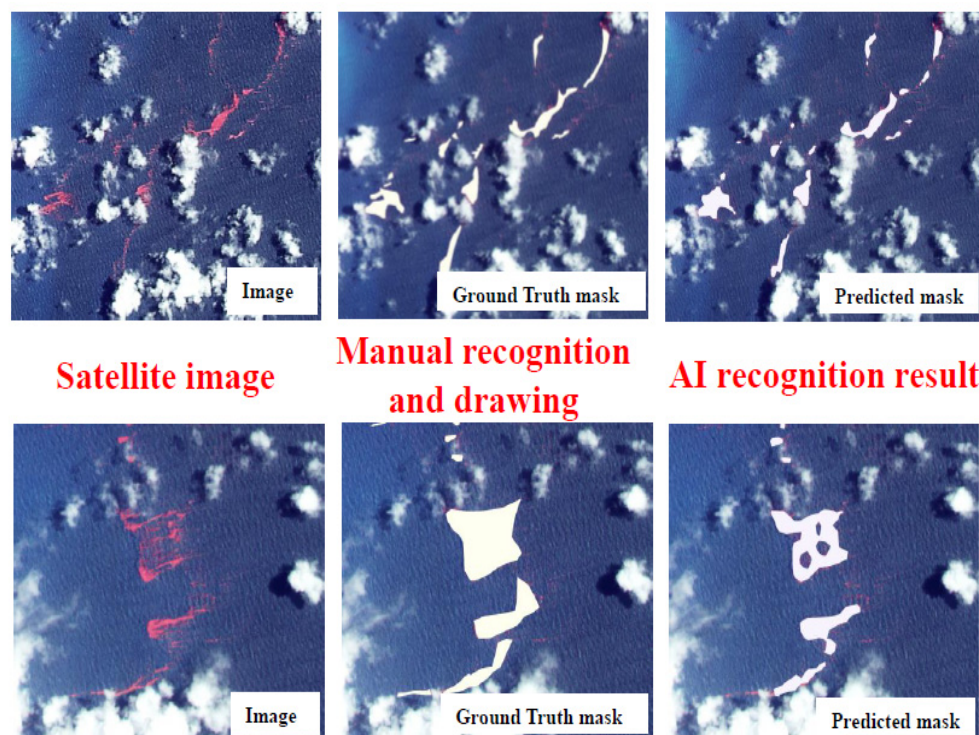 Image
Ground Truth mask
Predicted mask
Satellite image
Manual recognition
and drawing
AI recognition result
Image
Ground Truth mask
Predicted mask